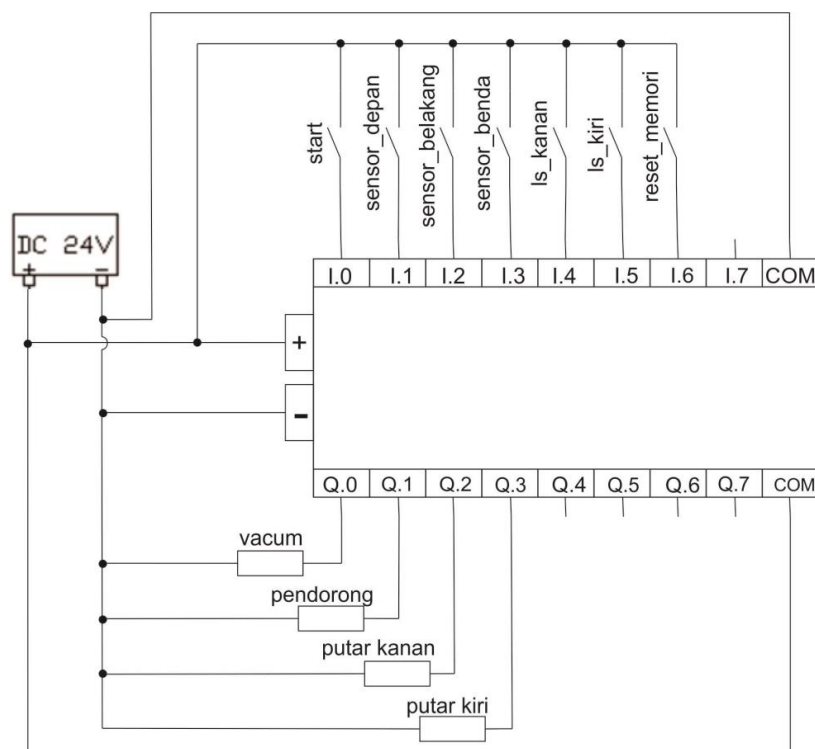 start
sensor_depan
sensor_belakang
sensor_benda
ls_kanan
ls_kiri
reset_memori
DC 24V
+
-
I.0
I.1
I.2
I.3
I.4
I.5
I.6
I.7
COM
+
-
Q.0
Q.1
Q.2
Q.3
Q.4
Q.5
Q.6
Q.7
COM
vacum
pendorong
putar kanan
putar kiri